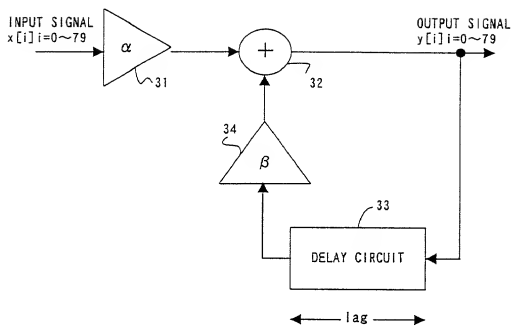 INPUT SIGNAL
x[i]i=0~79
α
31
+
32
OUTPUT SIGNAL
y[i]i=0~79
34
β
33
DELAY CIRCUIT
lag